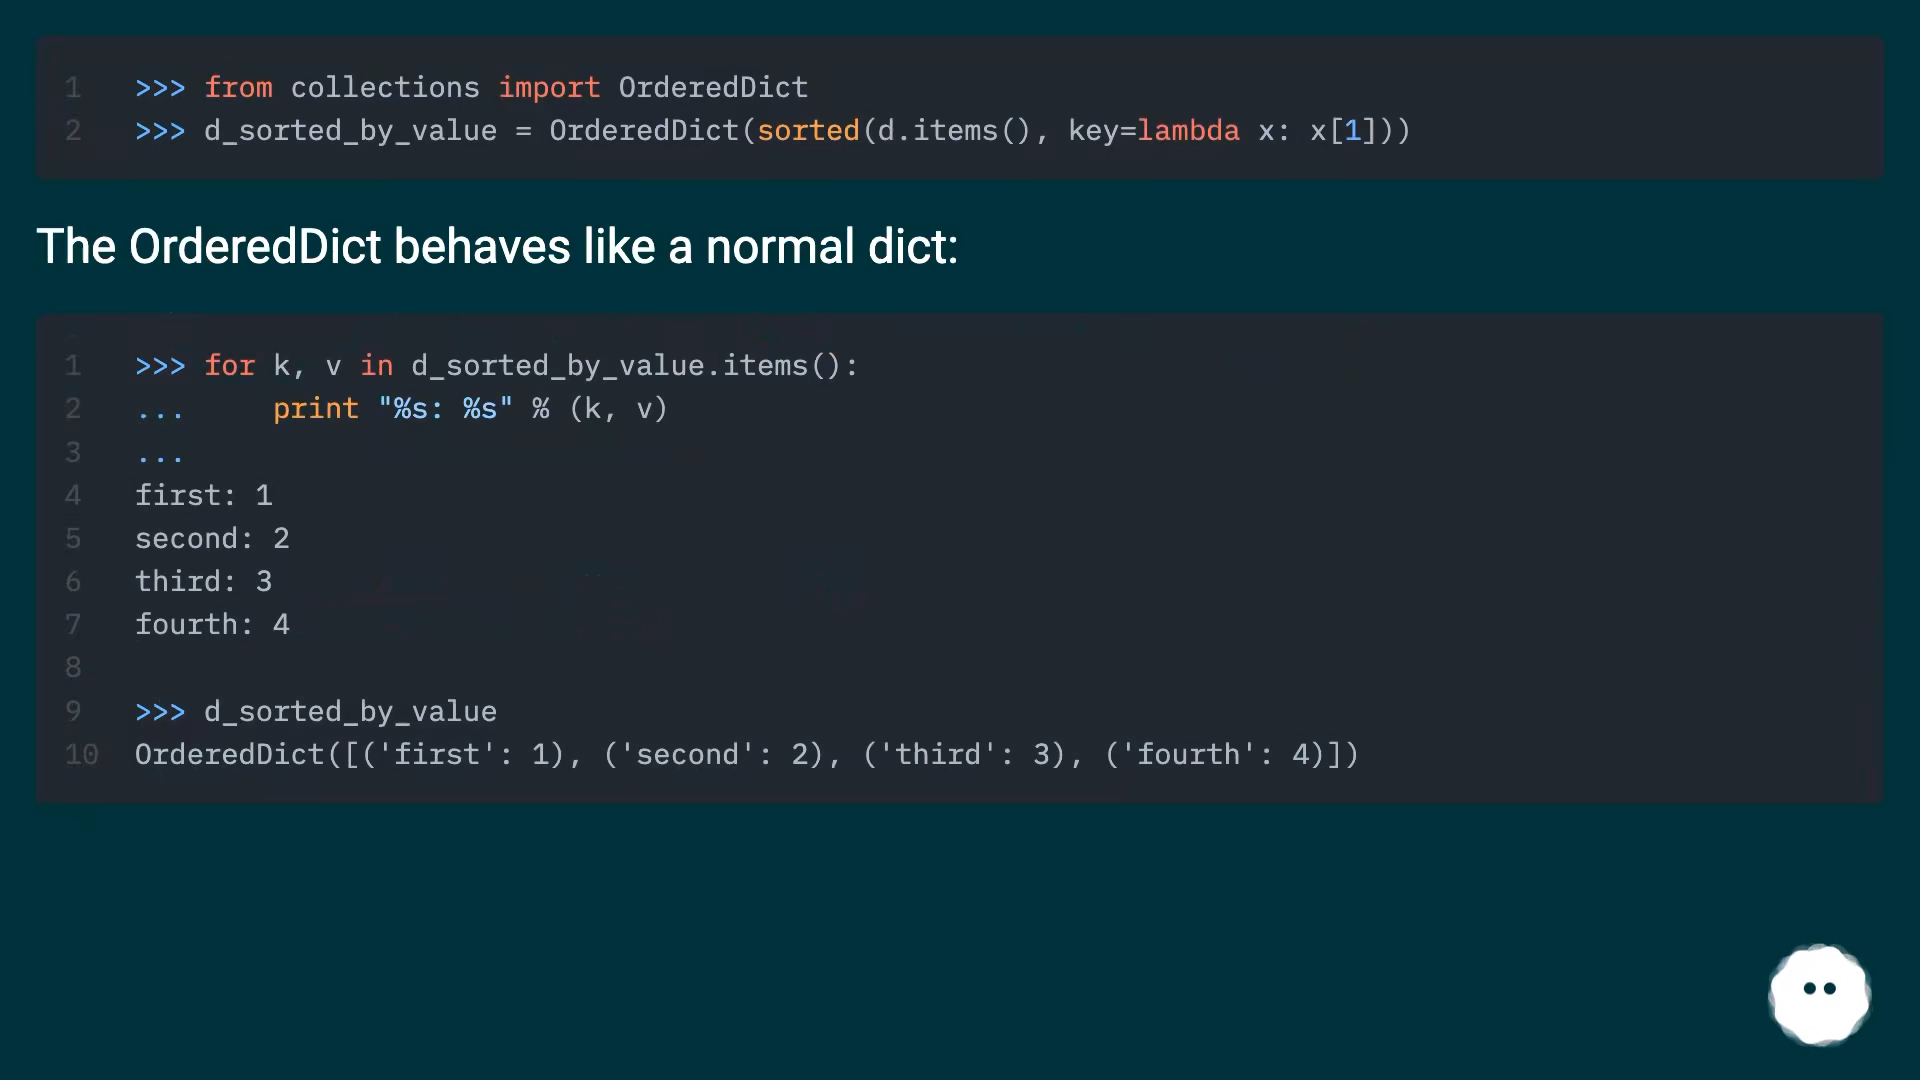 1 >>> from collections import OrderedDict
2 >>> d_sorted_by_value = OrderedDict(sorted(d.items(), key=lambda x: x[1]))
The OrderedDict behaves like a normal dict:
1 >>> for k, v in d_sorted_by_value.items():
2 ...     print "%s: %s" % (k, v)
3 ...
4 first: 1
5 second: 2
6 third: 3
7 fourth: 4
8
9 >>> d_sorted_by_value
10 OrderedDict([('first': 1), ('second': 2), ('third': 3), ('fourth': 4)])